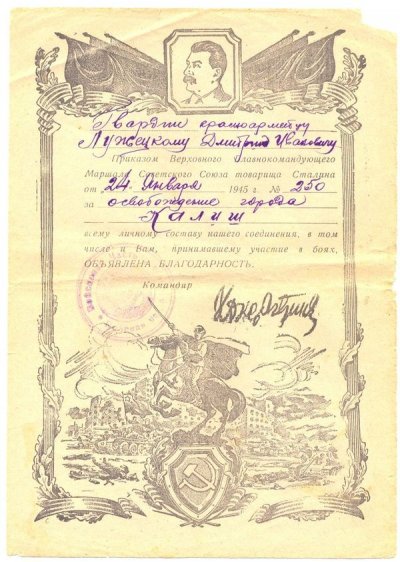 Гвардии красноармейцу
Лужецкому Дмитрию Ивановичу
Приказом Верховного Главнокомандующего
Маршала Советского Союза товарища Сталина
от 24 Января 1945 г. № 250
за освобождение города
Калиш
всему личному составу нашего соединения, в том
числе и Вам, принимавшему участие в боях,
ОБЪЯВЛЕНА БЛАГОДАРНОСТЬ.
Командир